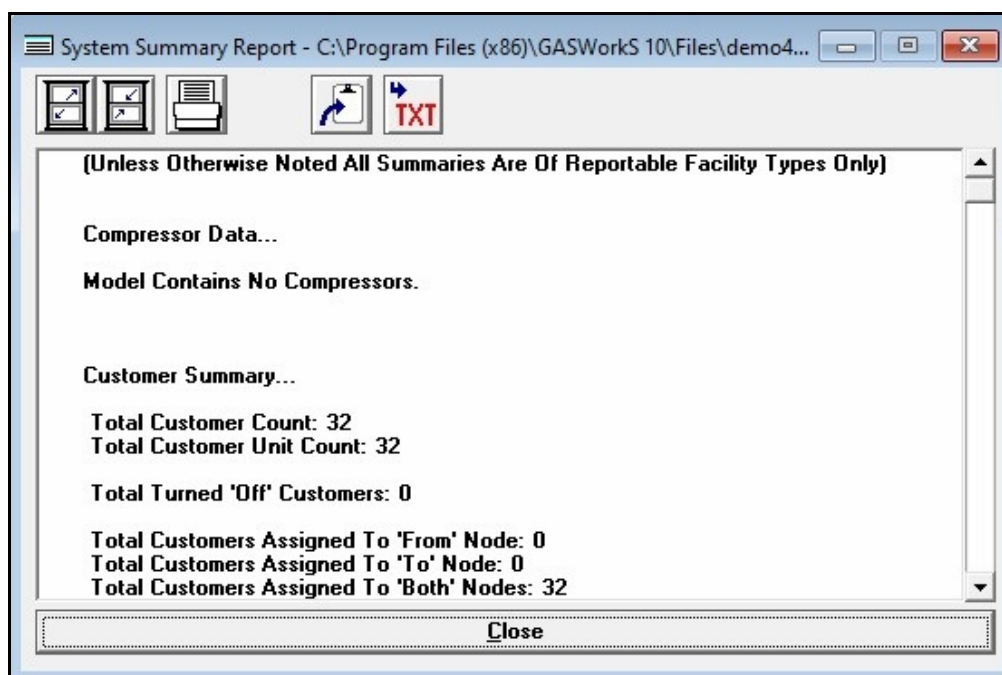 System Summary Report - C:\Program Files (x86)\GASWorkS 10\Files\demo4...
TXT
(Unless Otherwise Noted All Summaries Are Of Reportable Facility Types Only)
Compressor Data...
Model Contains No Compressors.
Customer Summary...
Total Customer Count: 32
Total Customer Unit Count: 32
Total Turned 'Off' Customers: 0
Total Customers Assigned To 'From' Node: 0
Total Customers Assigned To 'To' Node: 0
Total Customers Assigned To 'Both' Nodes: 32
Close